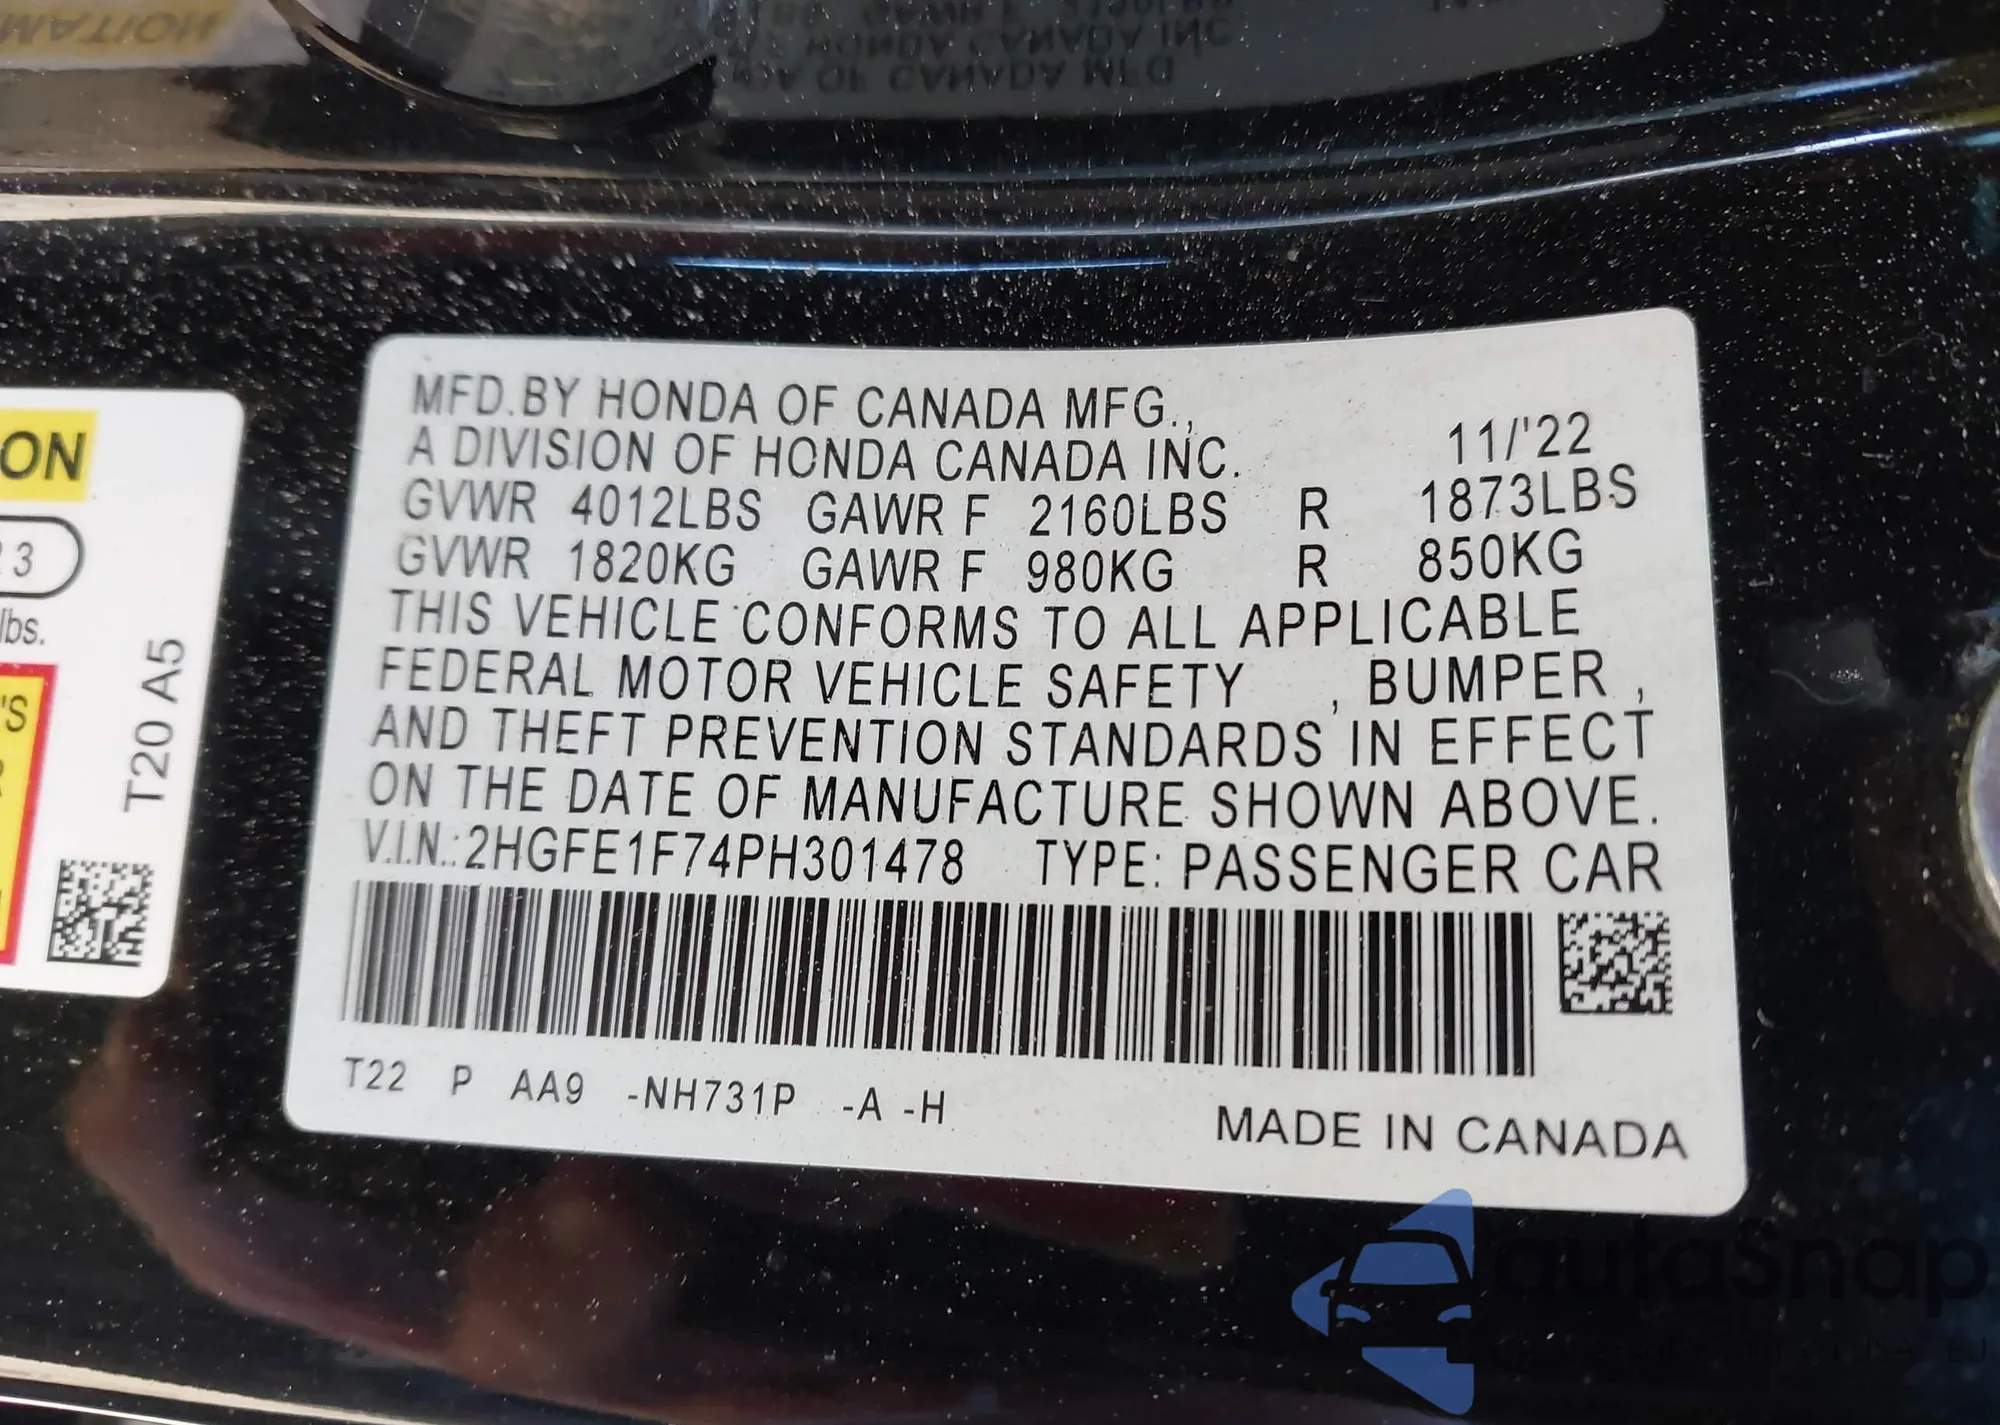 MFD.BY HONDA OF CANADA MFG.,
A DIVISION OF HONDA CANADA INC. 11/'22
GVWR 4012LBS GAWR F 2160LBS R 1873LBS
GVWR 1820KG GAWR F 980KG R 850KG
THIS VEHICLE CONFORMS TO ALL APPLICABLE
FEDERAL MOTOR VEHICLE SAFETY , BUMPER ,
AND THEFT PREVENTION STANDARDS IN EFFECT
ON THE DATE OF MANUFACTURE SHOWN ABOVE.
V.I.N.:2HGFE1F74PH301478 TYPE: PASSENGER CAR
T22 P AA9 -NH731P -A -H
MADE IN CANADA
ON
3
lbs.
'S
T20 A5
autoSnap